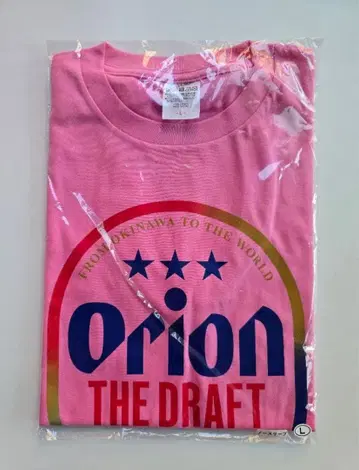 L
FROM OKINAWA TO THE WORLD
Orion
THE DRAFT
L